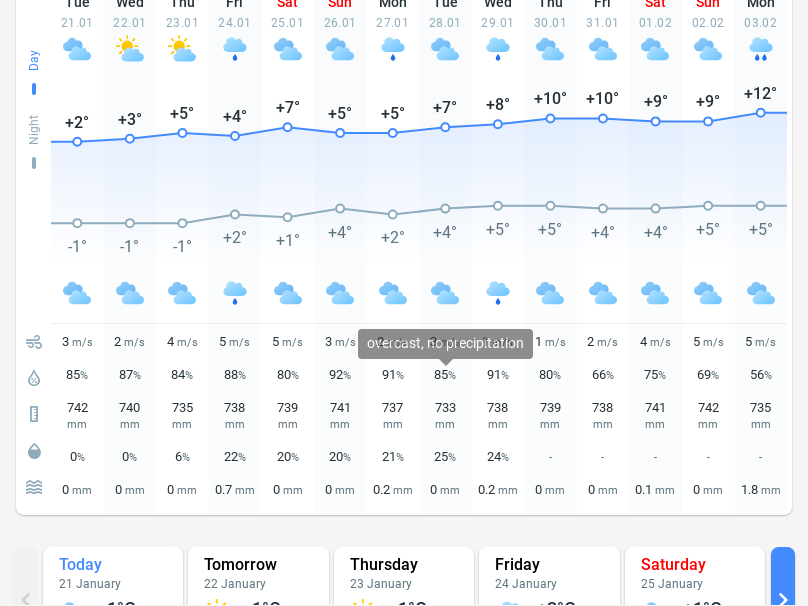 Tue Wed Thu Fri Sat Sun Mon Tue Wed Thu Fri Sat Sun Mon
21.01 22.01 23.01 24.01 25.01 26.01 27.01 28.01 29.01 30.01 31.01 01.02 02.02 03.02
Day
+2° +3° +5° +4° +7° +5° +5° +7° +8° +10° +10° +9° +9° +12°
Night
-1° -1° -1° +2° +1° +4° +2° +4° +5° +5° +4° +4° +5° +5°
3 m/s 2 m/s 4 m/s 5 m/s 5 m/s 3 m/s 1 m/s 2 m/s 4 m/s 5 m/s 5 m/s
overcast, no precipitation
85% 87% 84% 88% 80% 92% 91% 85% 91% 80% 66% 75% 69% 56%
742 740 735 738 739 741 737 733 738 739 738 741 742 735
mm mm mm mm mm mm mm mm mm mm mm mm mm mm
0% 0% 6% 22% 20% 20% 21% 25% 24% - - - - -
0 mm 0 mm 0 mm 0.7 mm 0 mm 0 mm 0.2 mm 0 mm 0.2 mm 0 mm 0 mm 0.1 mm 0 mm 1.8 mm
Today Tomorrow Thursday Friday Saturday
21 January 22 January 23 January 24 January 25 January